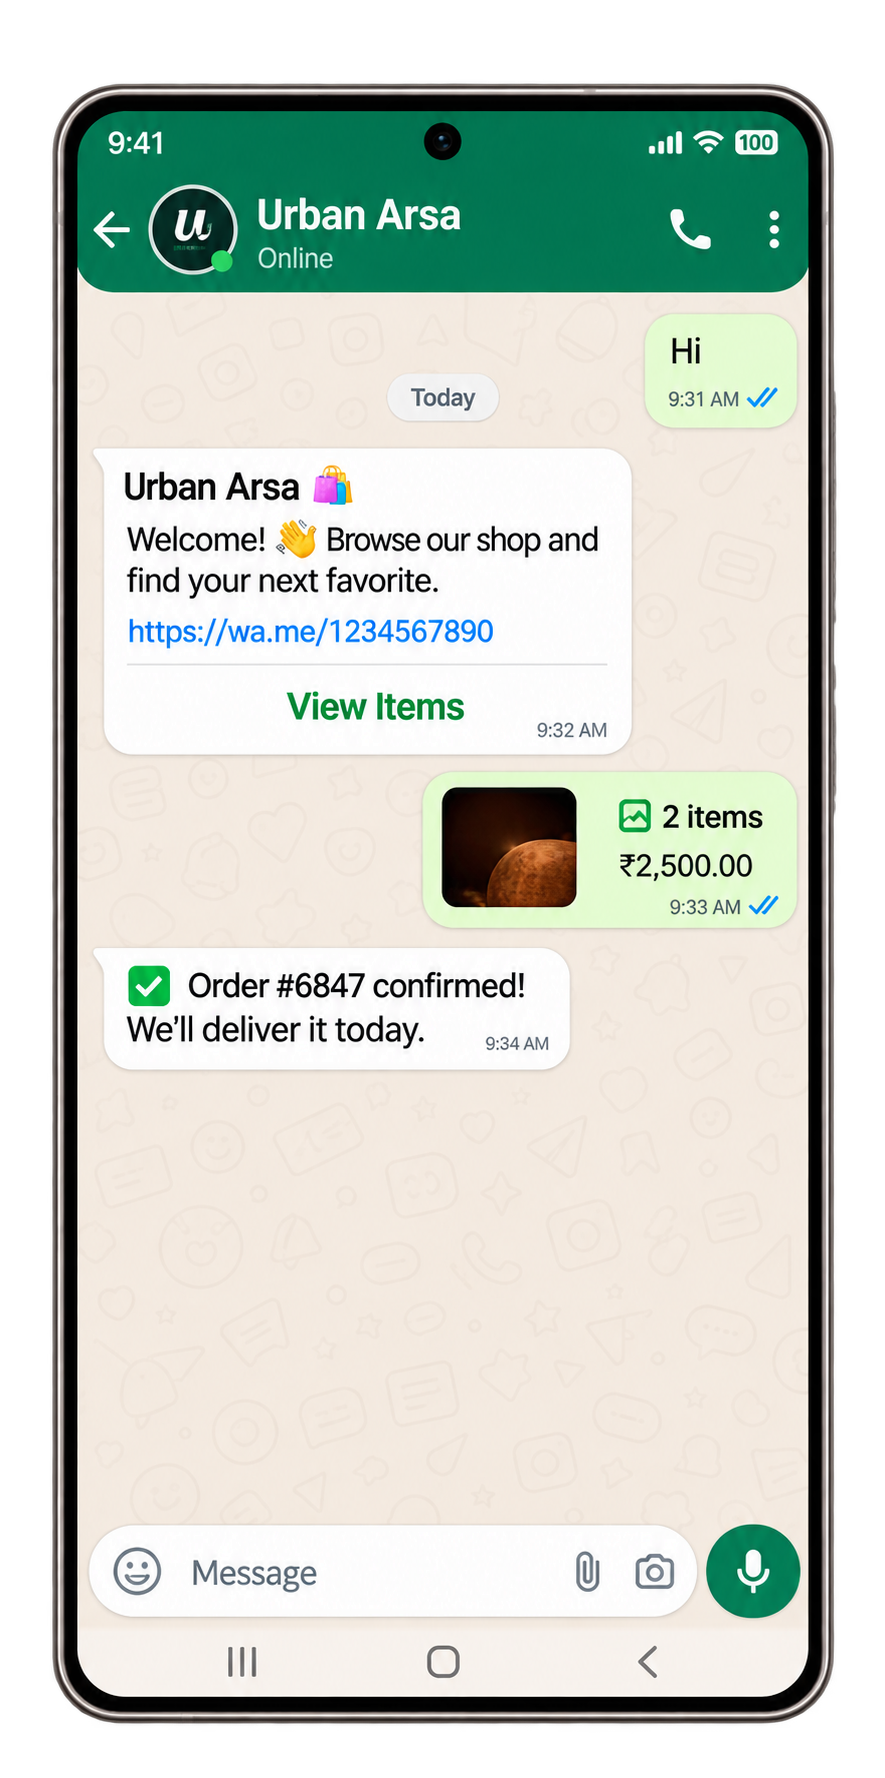 9:41
100
u
Urban Arsa
Online
Hi
9:31 AM
Today
Urban Arsa 🛍️
Welcome! 👋 Browse our shop and
find your next favorite.
https://wa.me/1234567890
View Items
9:32 AM
2 items
₹2,500.00
9:33 AM
✅ Order #6847 confirmed!
We'll deliver it today.
9:34 AM
Message